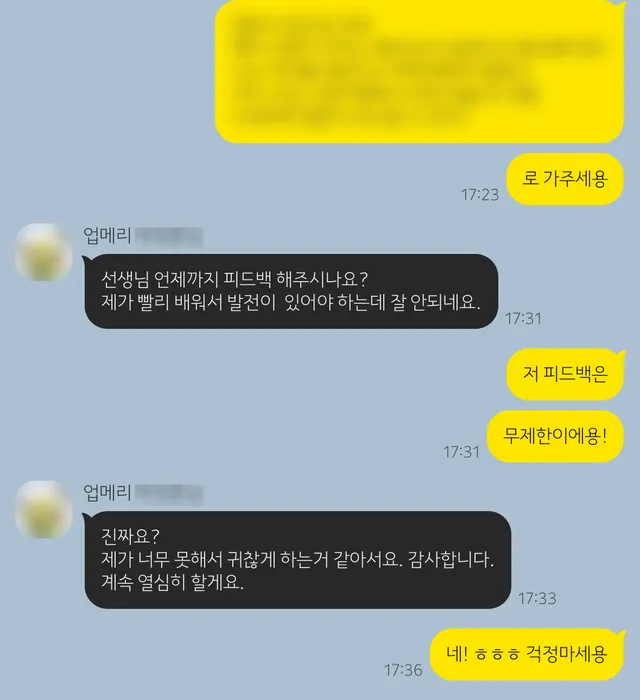 로 가주세용
17:23
업메리
선생님 언제까지 피드백 해주시나요?
제가 빨리 배워서 발전이 있어야 하는데 잘 안되네요.
17:31
저 피드백은
무제한이에용!
17:31
업메리
진짜요?
제가 너무 못해서 귀찮게 하는거 같아서요. 감사합니다.
계속 열심히 할게요.
17:33
네! ㅎㅎㅎ 걱정마세용
17:36